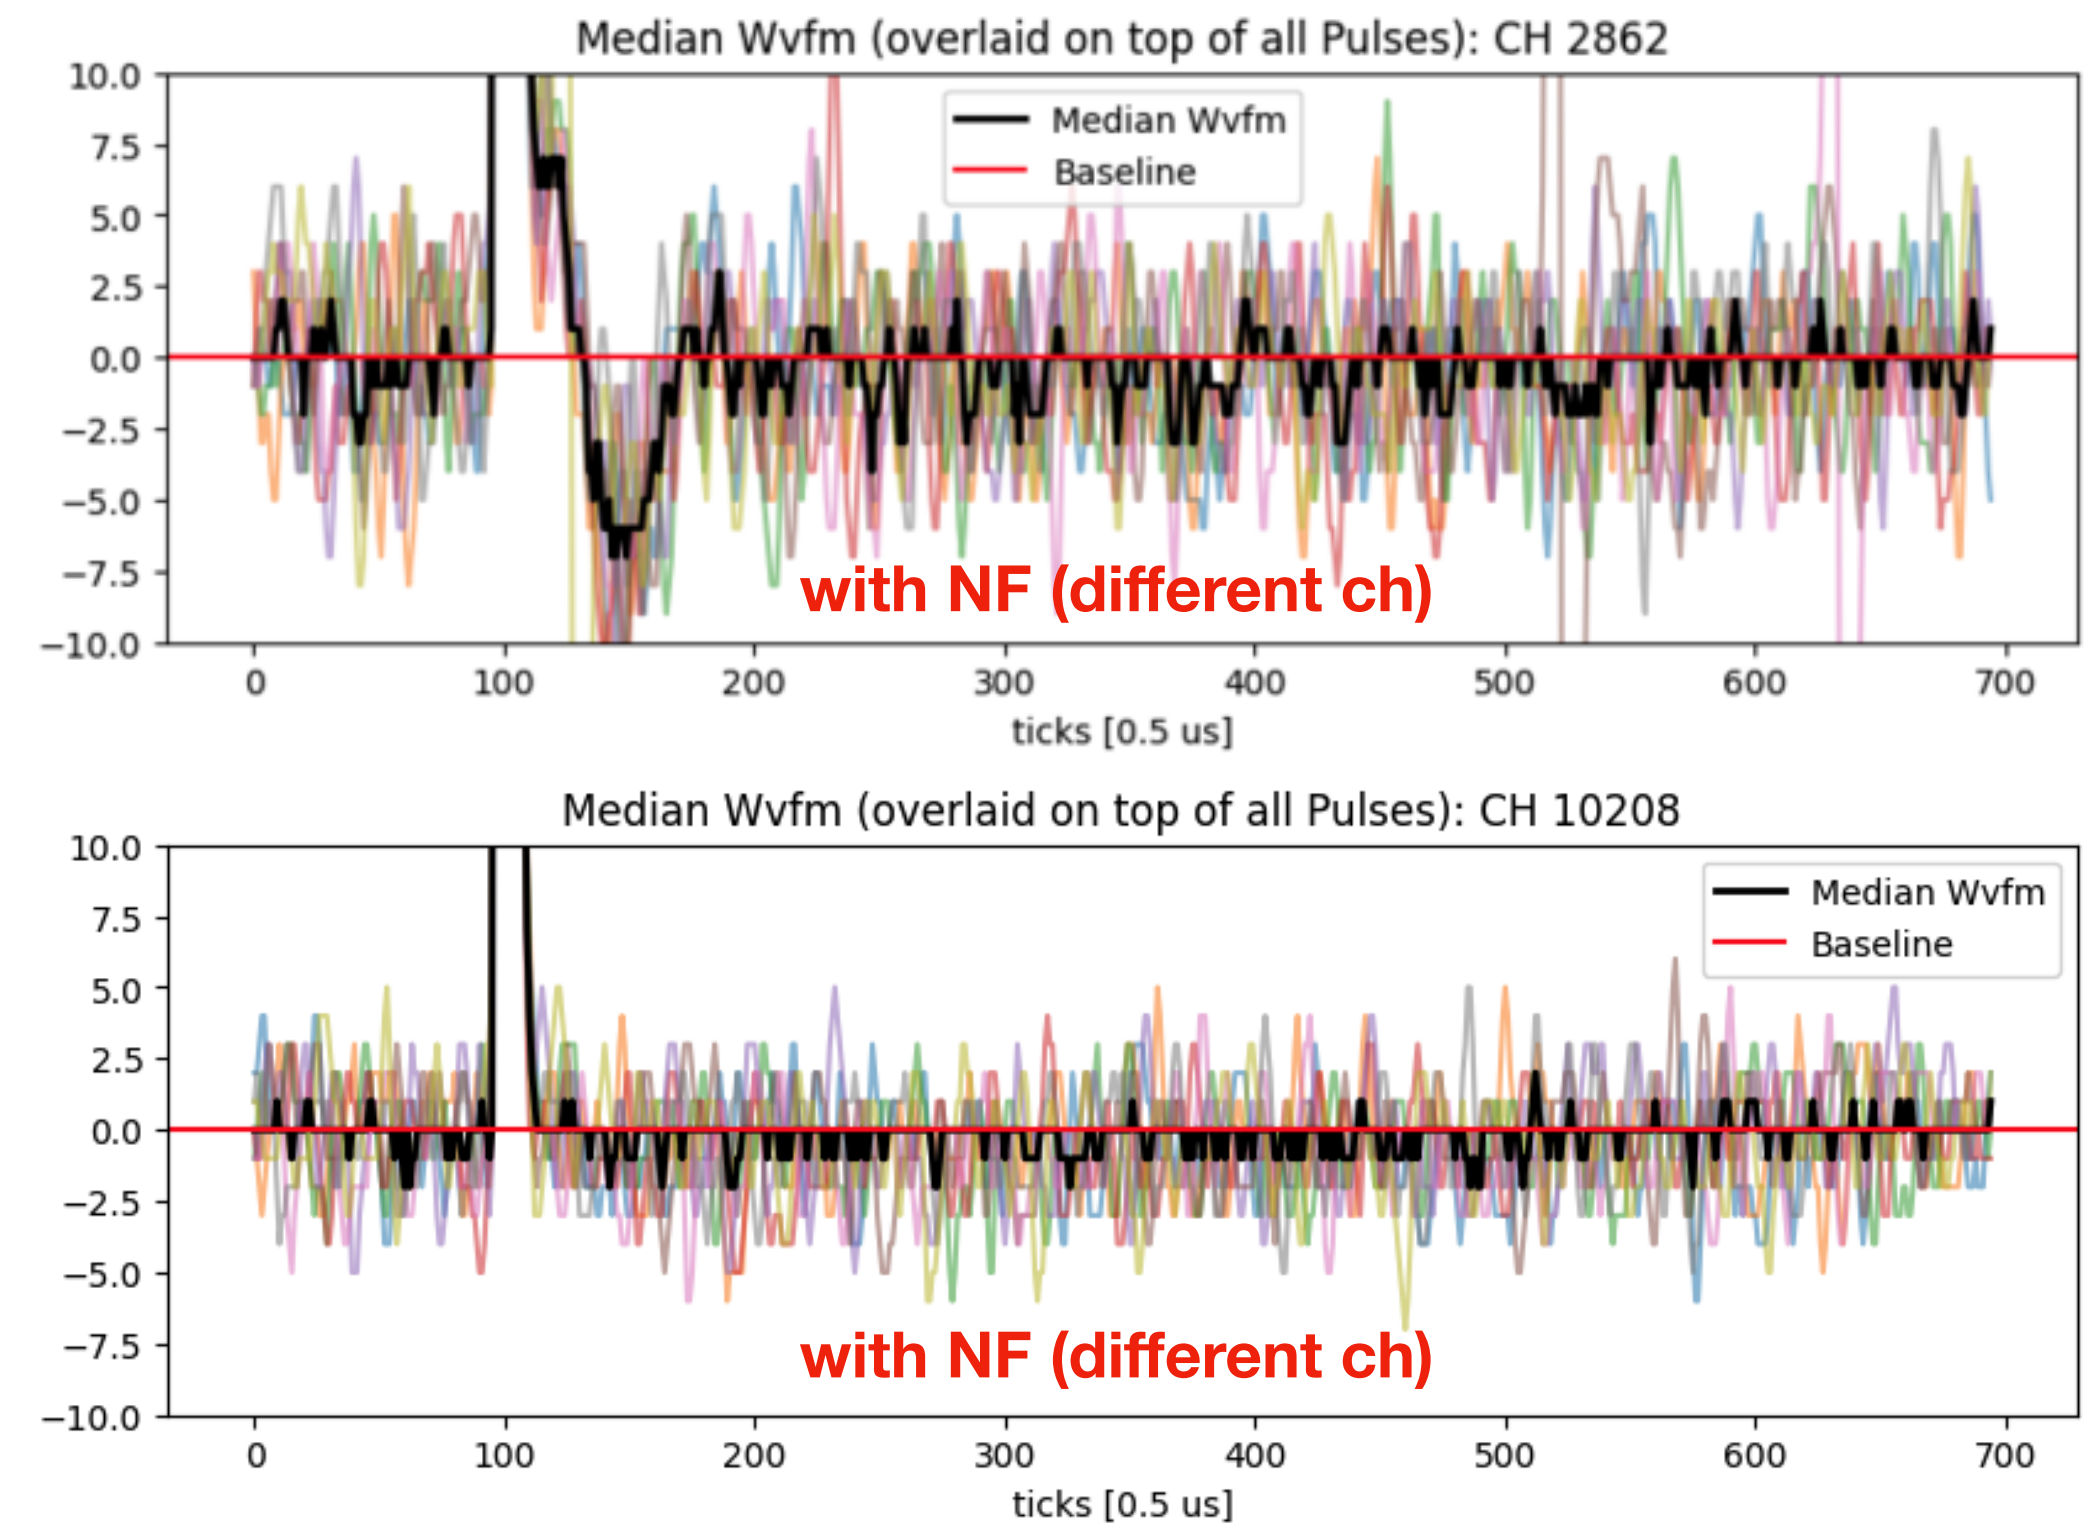 Median Wvfm (overlaid on top of all Pulses): CH 2862
10.0
7.5
5.0
2.5
0.0
−2.5
−5.0
−7.5
−10.0
Median Wvfm
Baseline
with NF (different ch)
0 100 200 300 400 500 600 700
ticks [0.5 us]
Median Wvfm (overlaid on top of all Pulses): CH 10208
10.0
7.5
5.0
2.5
0.0
−2.5
−5.0
−7.5
−10.0
Median Wvfm
Baseline
with NF (different ch)
0 100 200 300 400 500 600 700
ticks [0.5 us]